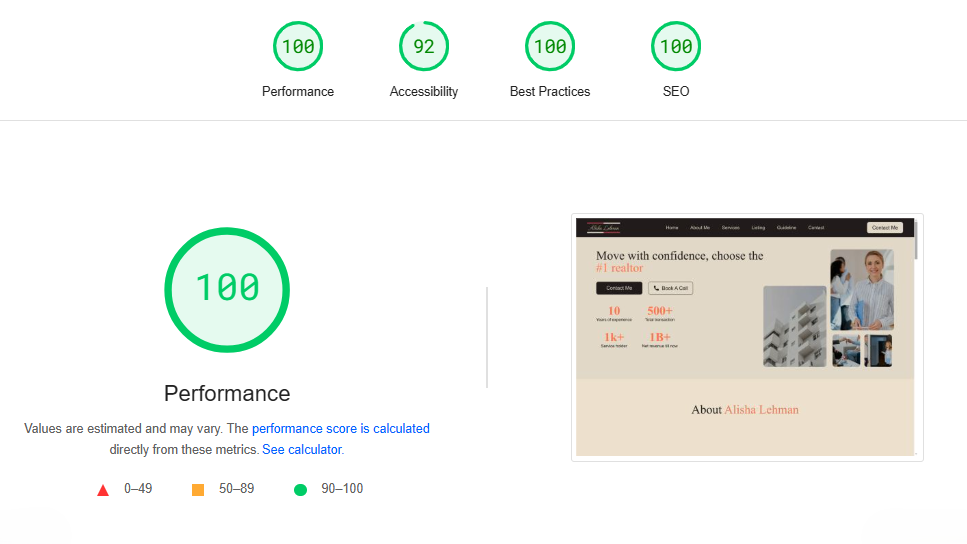 100
92
100
100
Performance
Accessibility
Best Practices
SEO
100
Performance
Values are estimated and may vary. The performance score is calculated
directly from these metrics. See calculator.
0–49
50–89
90–100
Alisha Lehman
Home
About Me
Services
Listing
Guideline
Contact
Contact Me
Move with confidence, choose the
#1 realtor
Contact Me
Book A Call
10
500+
Years of experience
Total transaction
1k+
1B+
Net revenue till now
About Alisha Lehman